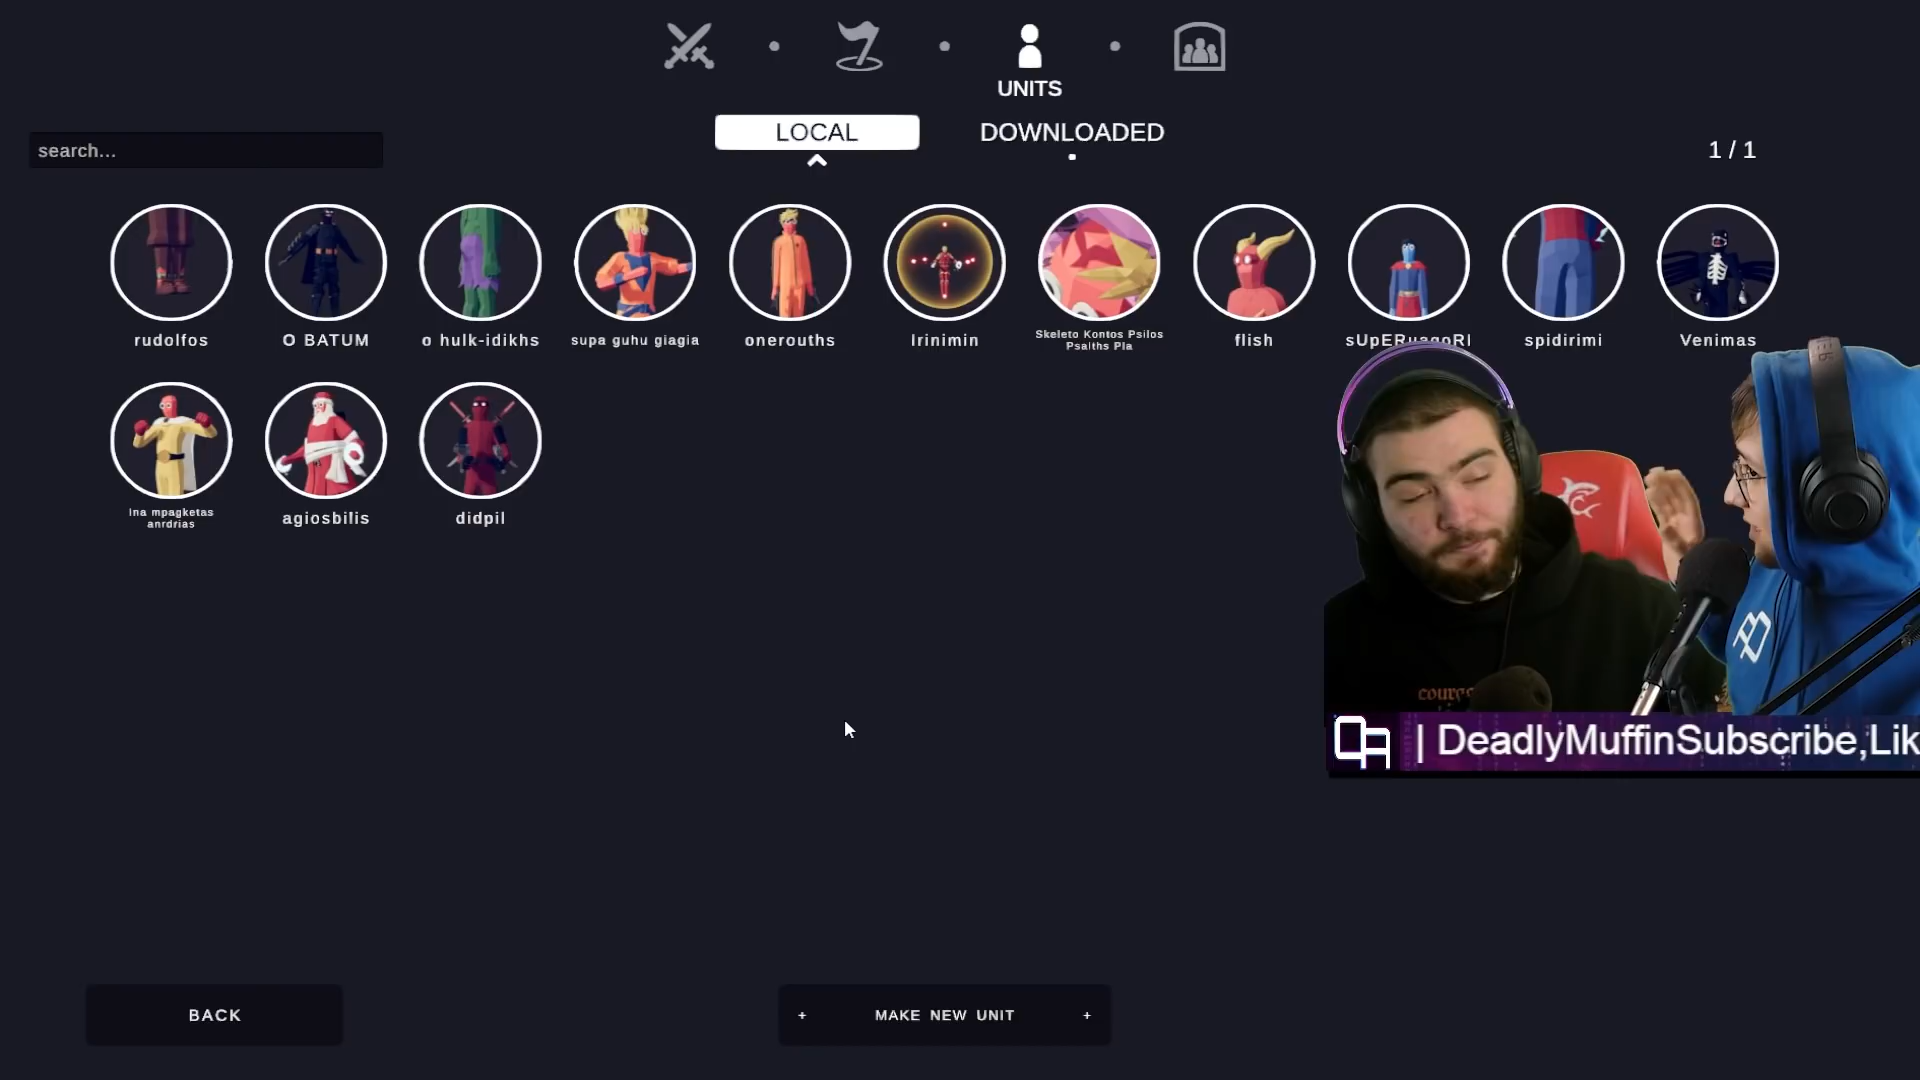 UNITS
LOCAL
DOWNLOADED
search...
1 / 1
rudolfos
O BATUM
o hulk-idikhs
supa guhu giagia
onerouths
Irinimin
Skeleto Kontos Psilos
Psalths Pla
flish
spidirimi
Venimas
Ina mpagketas
anrdrias
agiosbilis
didpil
| DeadlyMuffinSubscribe,Lik
BACK
+ MAKE NEW UNIT +